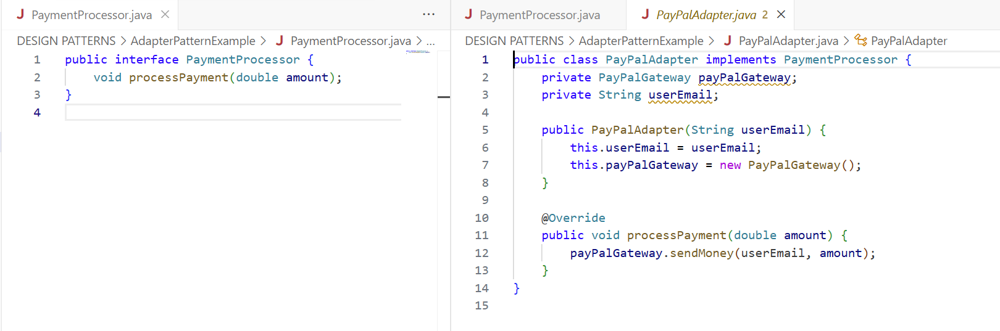 J PaymentProcessor.java × ...
DESIGN PATTERNS > AdapterPatternExample > J PaymentProcessor.java > ...
1 public interface PaymentProcessor {
2     void processPayment(double amount);
3 }
4
J PaymentProcessor.java J PayPalAdapter.java 2 ×
DESIGN PATTERNS > AdapterPatternExample > J PayPalAdapter.java > PayPalAdapter
1 public class PayPalAdapter implements PaymentProcessor {
2     private PayPalGateway payPalGateway;
3     private String userEmail;
4
5     public PayPalAdapter(String userEmail) {
6         this.userEmail = userEmail;
7         this.payPalGateway = new PayPalGateway();
8     }
9
10     @Override
11     public void processPayment(double amount) {
12         payPalGateway.sendMoney(userEmail, amount);
13     }
14 }
15